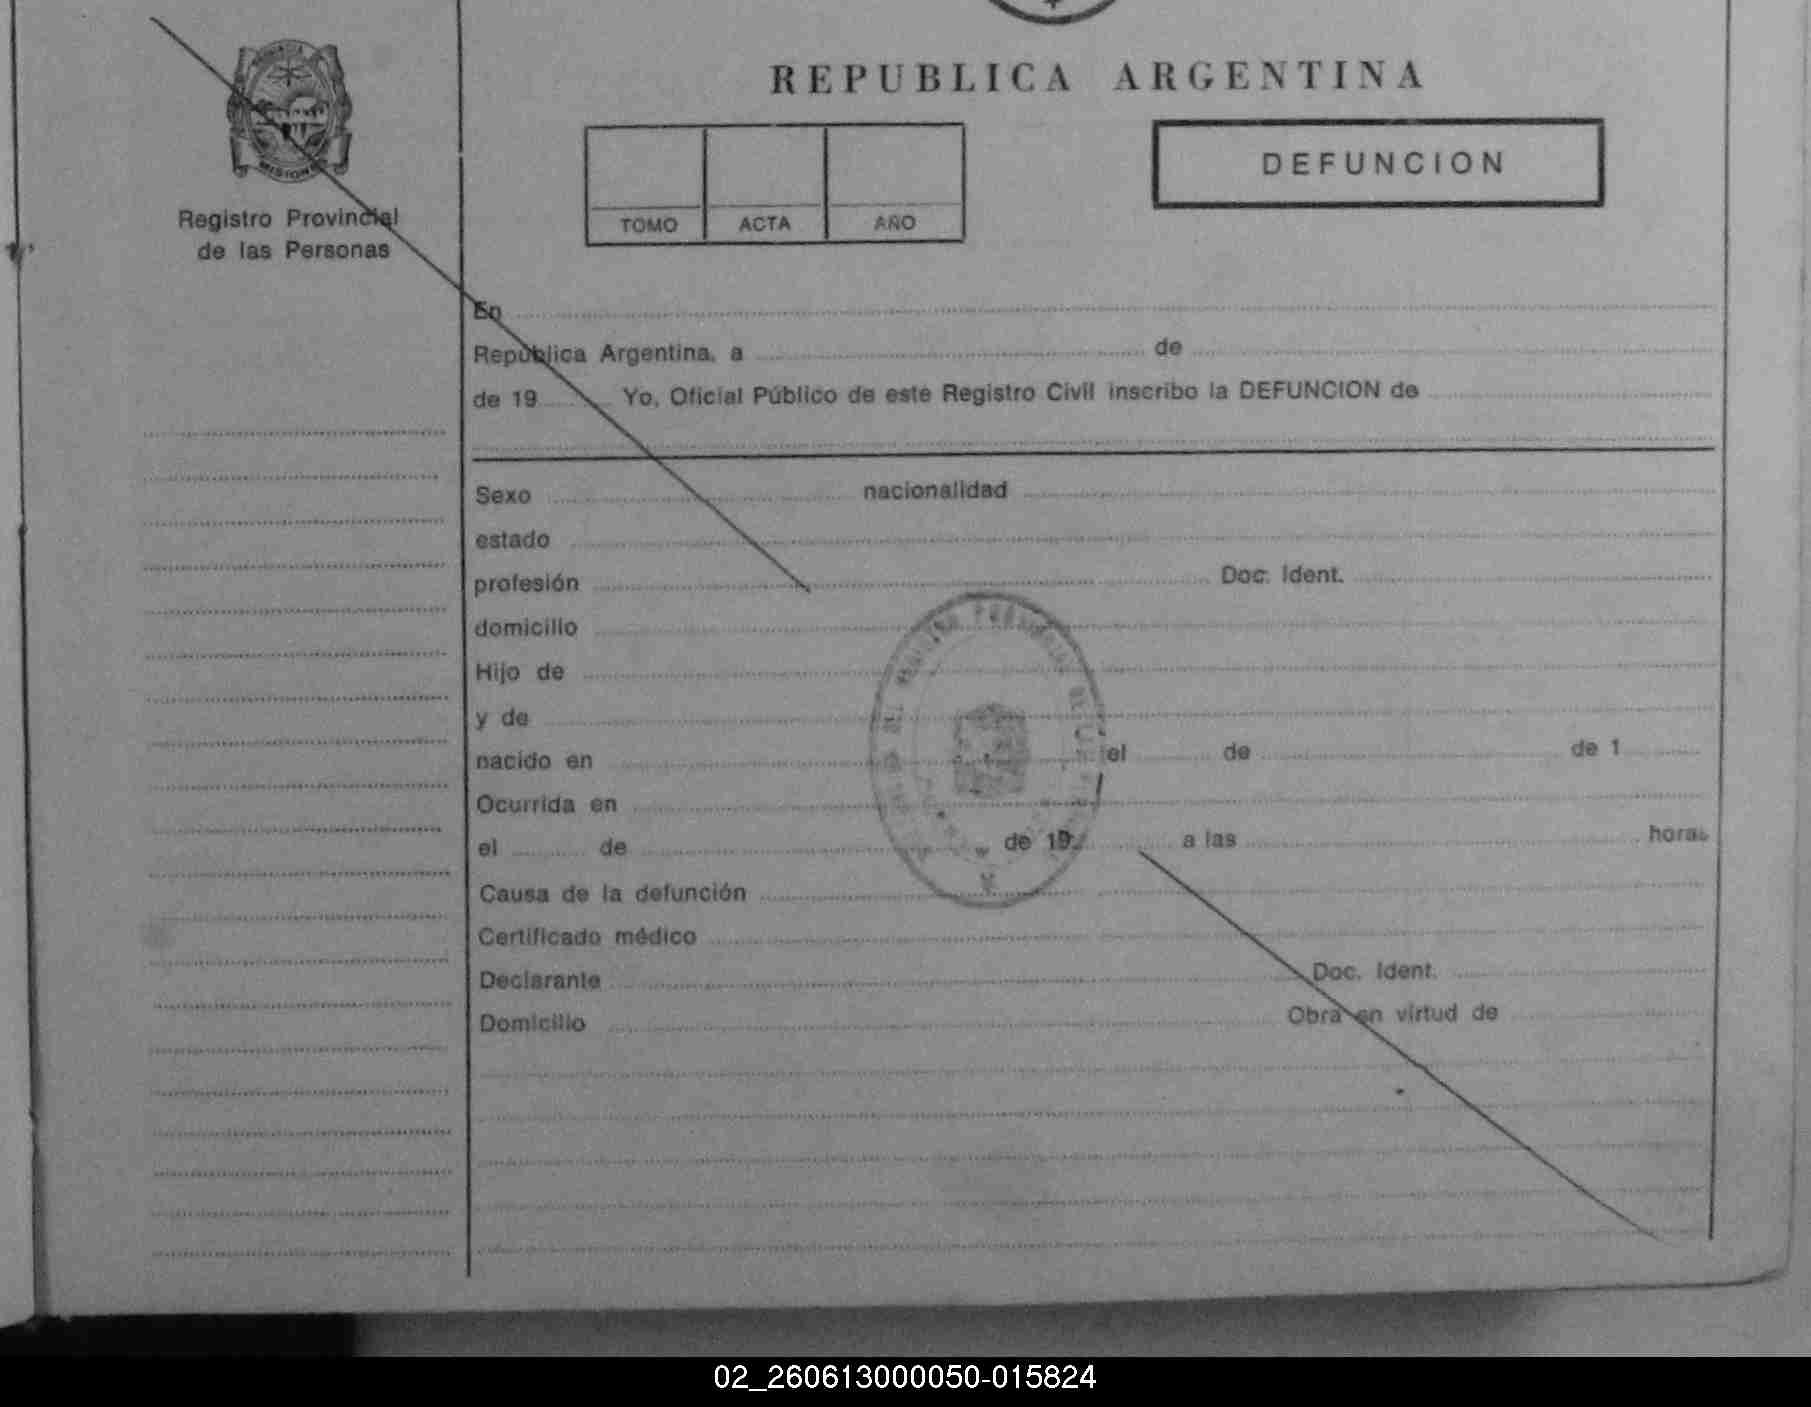 MISIONES
Registro Provincial
de las Personas
REPUBLICA ARGENTINA
TOMO ACTA AÑO
DEFUNCION
En
República Argentina, a de
de 19 Yo, Oficial Público de este Registro Civil inscribo la DEFUNCION de
Sexo nacionalidad
estado
profesión Doc. Ident.
domicilio
Hijo de
y de
nacido en el de de 1
Ocurrida en
el de de 19 a las horas
Causa de la defunción
Certificado médico
Declarante Doc. Ident.
Domicilio Obra en virtud de
02_260613000050-015824